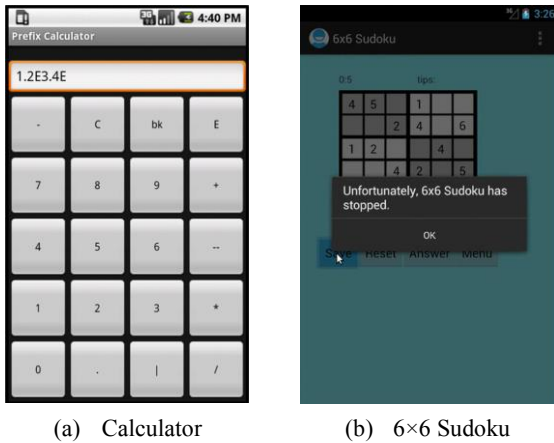 3G 4:40 PM
Prefix Calculator
1.2E3.4E
- C bk E
7 8 9 +
4 5 6 --
1 2 3 *
0 . | /
(a) Calculator
3:26
6x6 Sudoku
0:5 tips:
4 5 1
2 4 6
1 2 4
4 2 5
Unfortunately, 6x6 Sudoku has
stopped.
OK
Save Reset Answer Menu
(b) 6×6 Sudoku